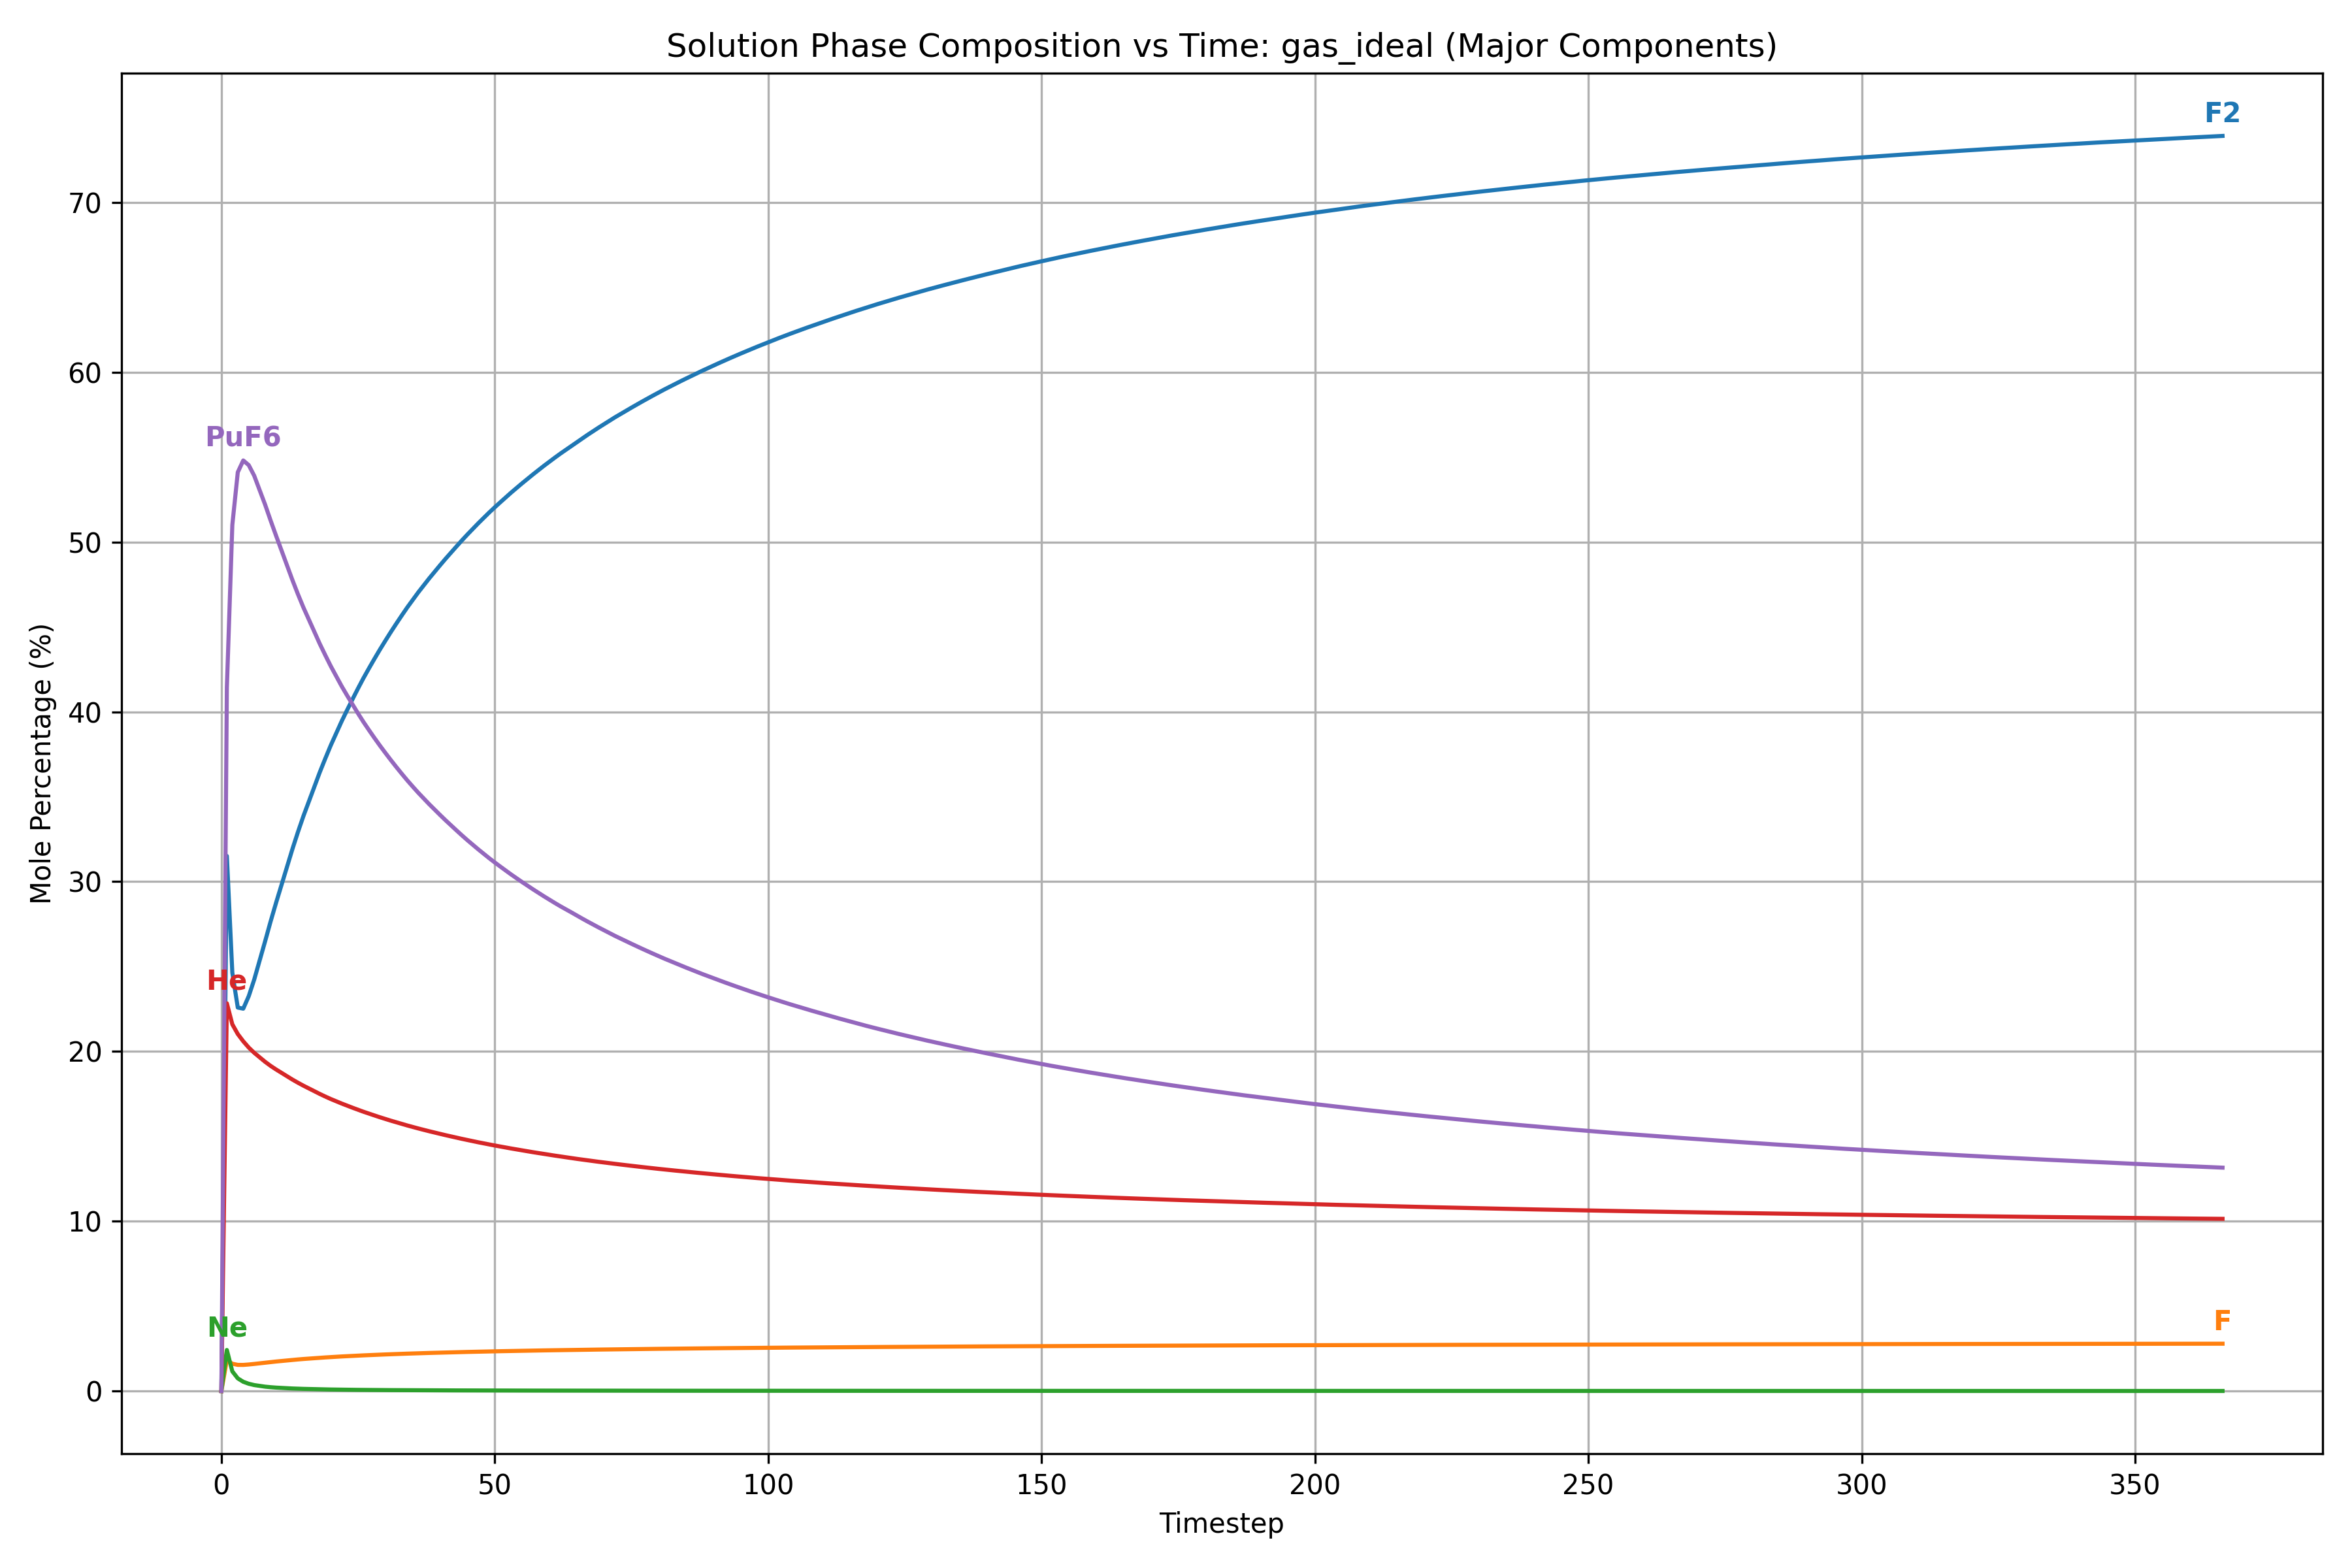 Solution Phase Composition vs Time: gas_ideal (Major Components)
F2
70
60
PuF6
50
Mole Percentage (%)
40
30
He
20
10
Ne
F
0
0 50 100 150 200 250 300 350
Timestep